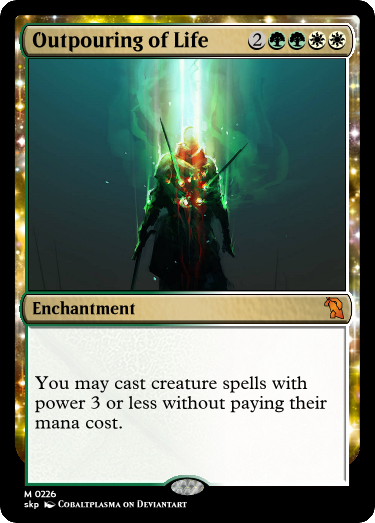 Outpouring of Life 2
Enchantment
You may cast creature spells with
power 3 or less without paying their
mana cost.
M 0226
skp Cobaltplasma on Deviantart